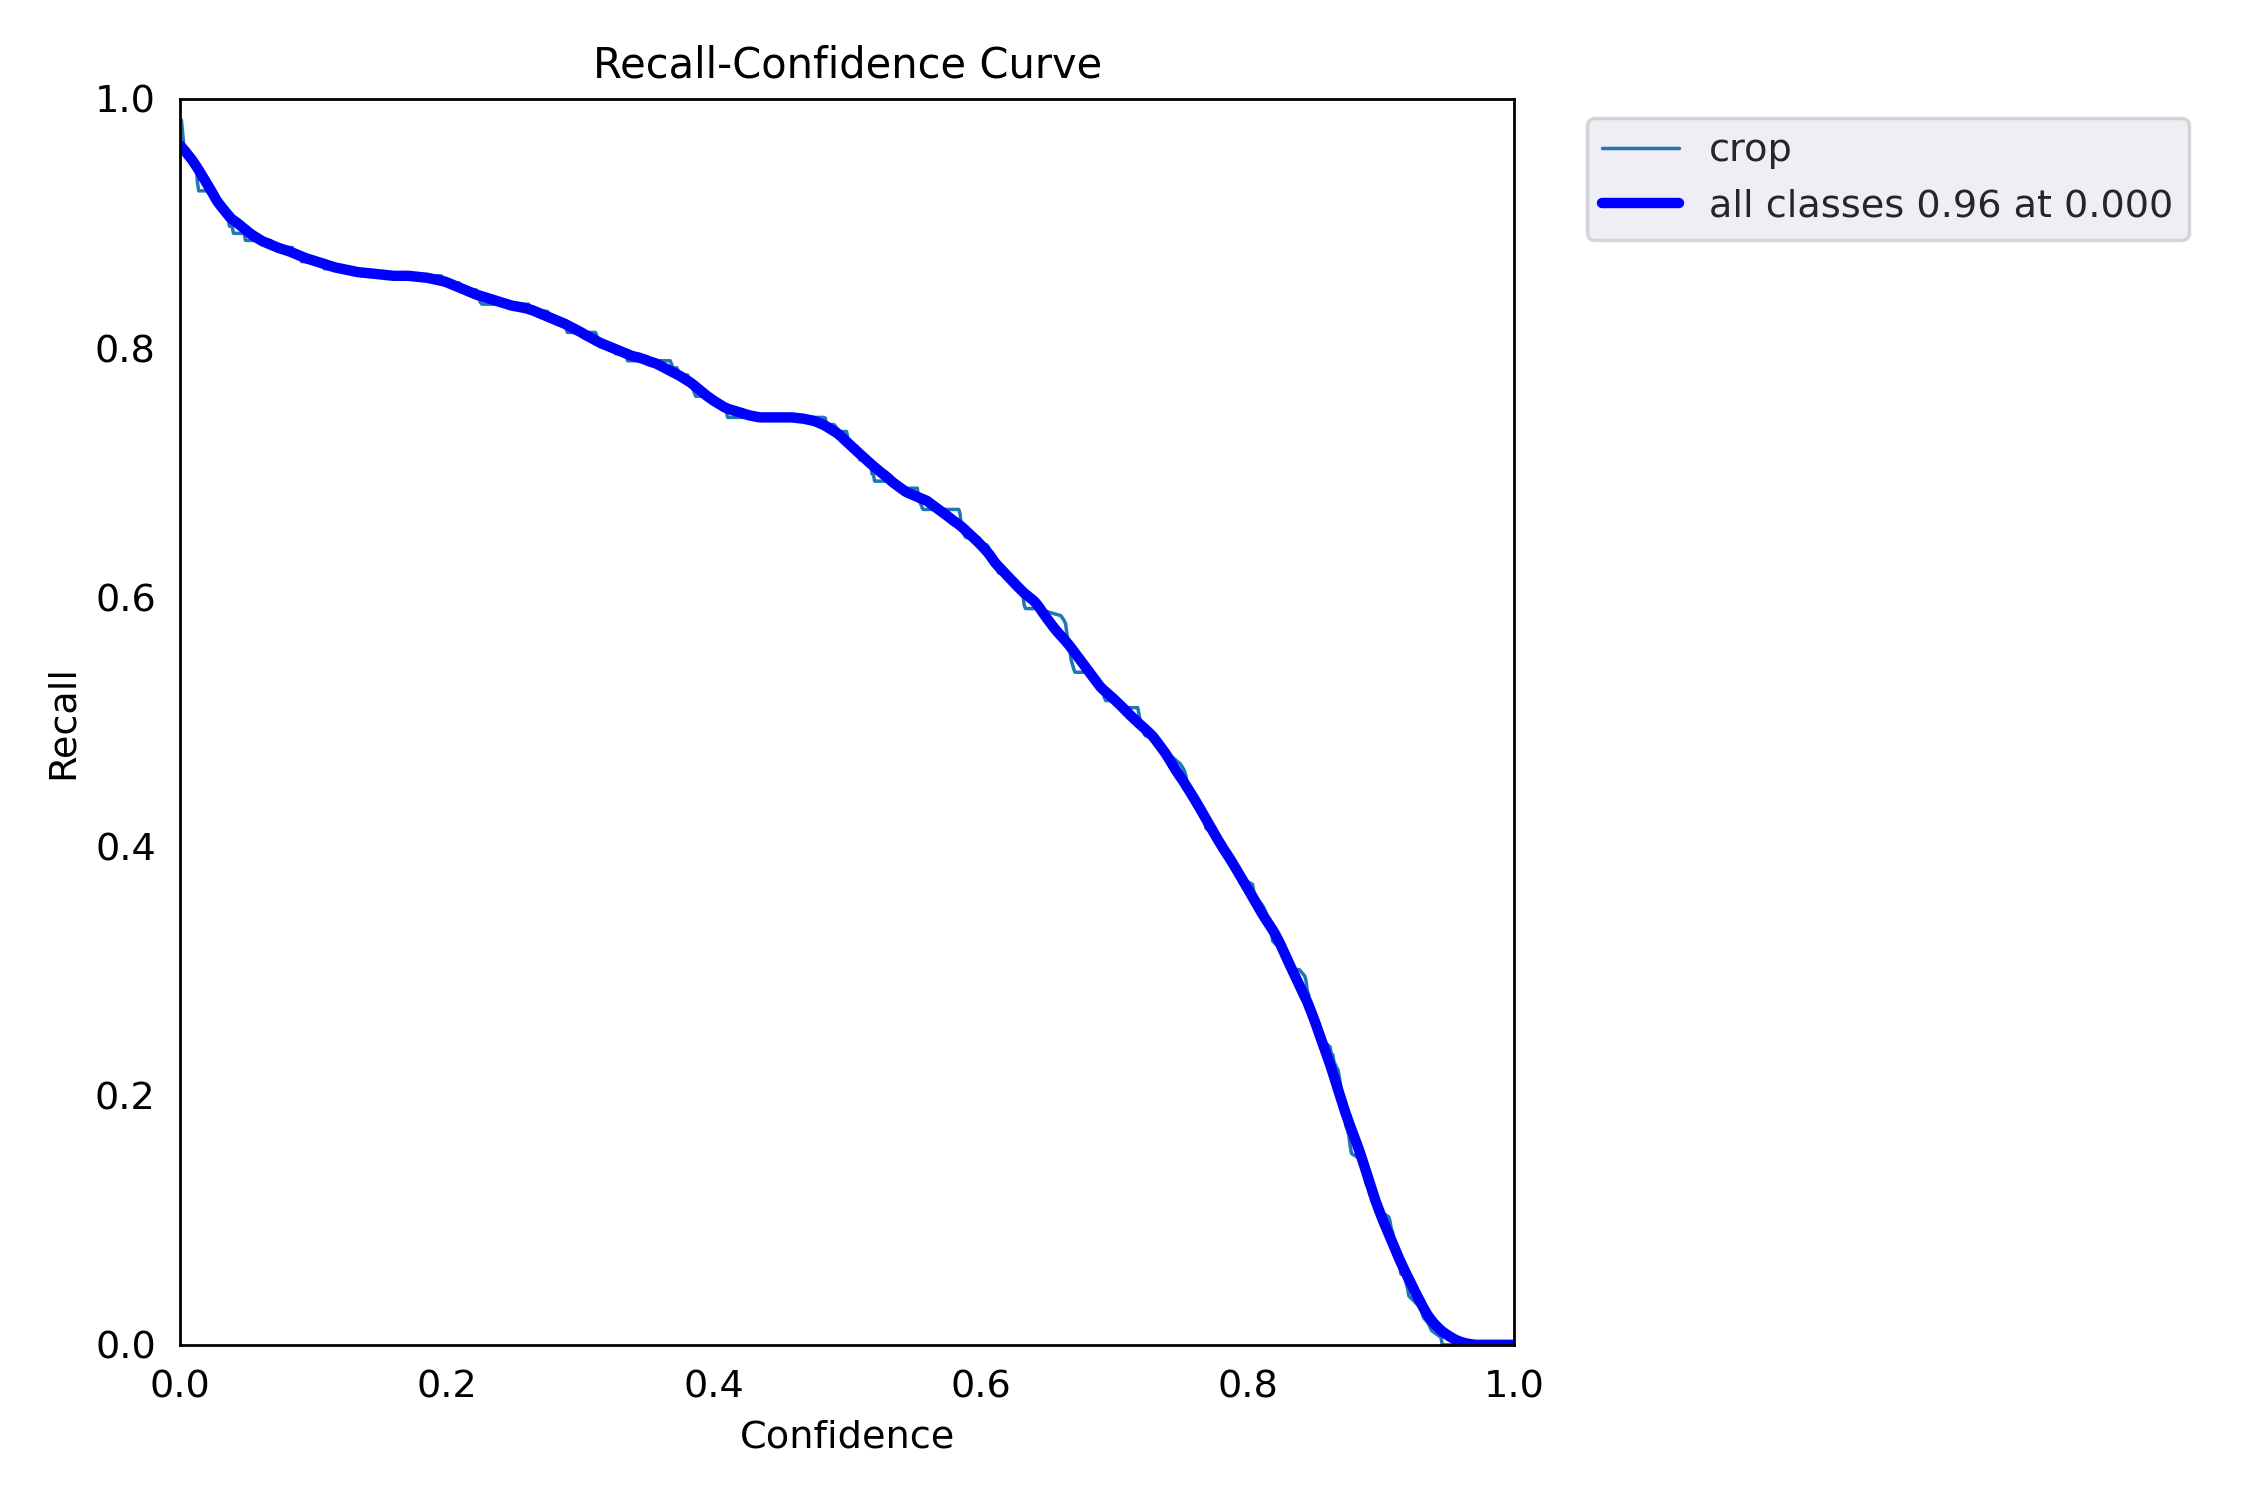 Recall-Confidence Curve
1.0
0.8
0.6
0.4
0.2
0.0
Recall
0.0 0.2 0.4 0.6 0.8 1.0
Confidence
crop
all classes 0.96 at 0.000